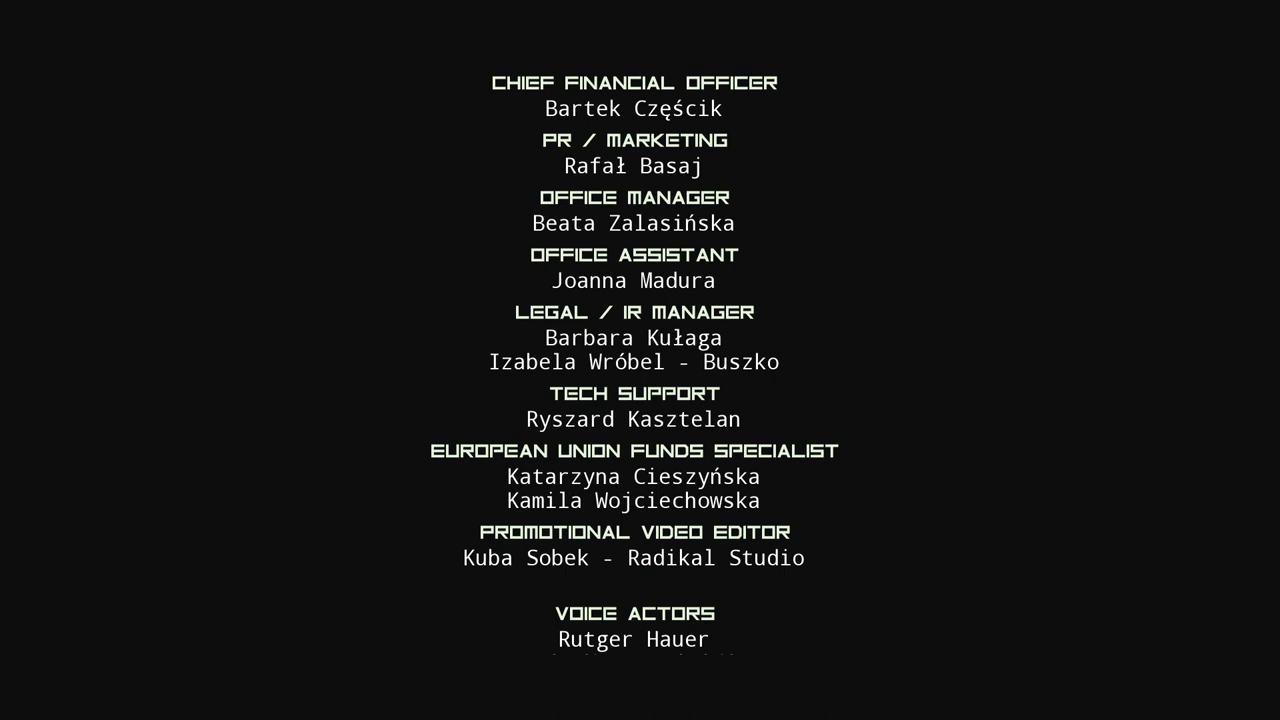 CHIEF FINANCIAL OFFICER
Bartek Częścik
PR / MARKETING
Rafał Basaj
OFFICE MANAGER
Beata Zalasińska
OFFICE ASSISTANT
Joanna Madura
LEGAL / IR MANAGER
Barbara Kułaga
Izabela Wróbel - Buszko
TECH SUPPORT
Ryszard Kasztelan
EUROPEAN UNION FUNDS SPECIALIST
Katarzyna Cieszyńska
Kamila Wojciechowska
PROMOTIONAL VIDEO EDITOR
Kuba Sobek - Radikal Studio
VOICE ACTORS
Rutger Hauer